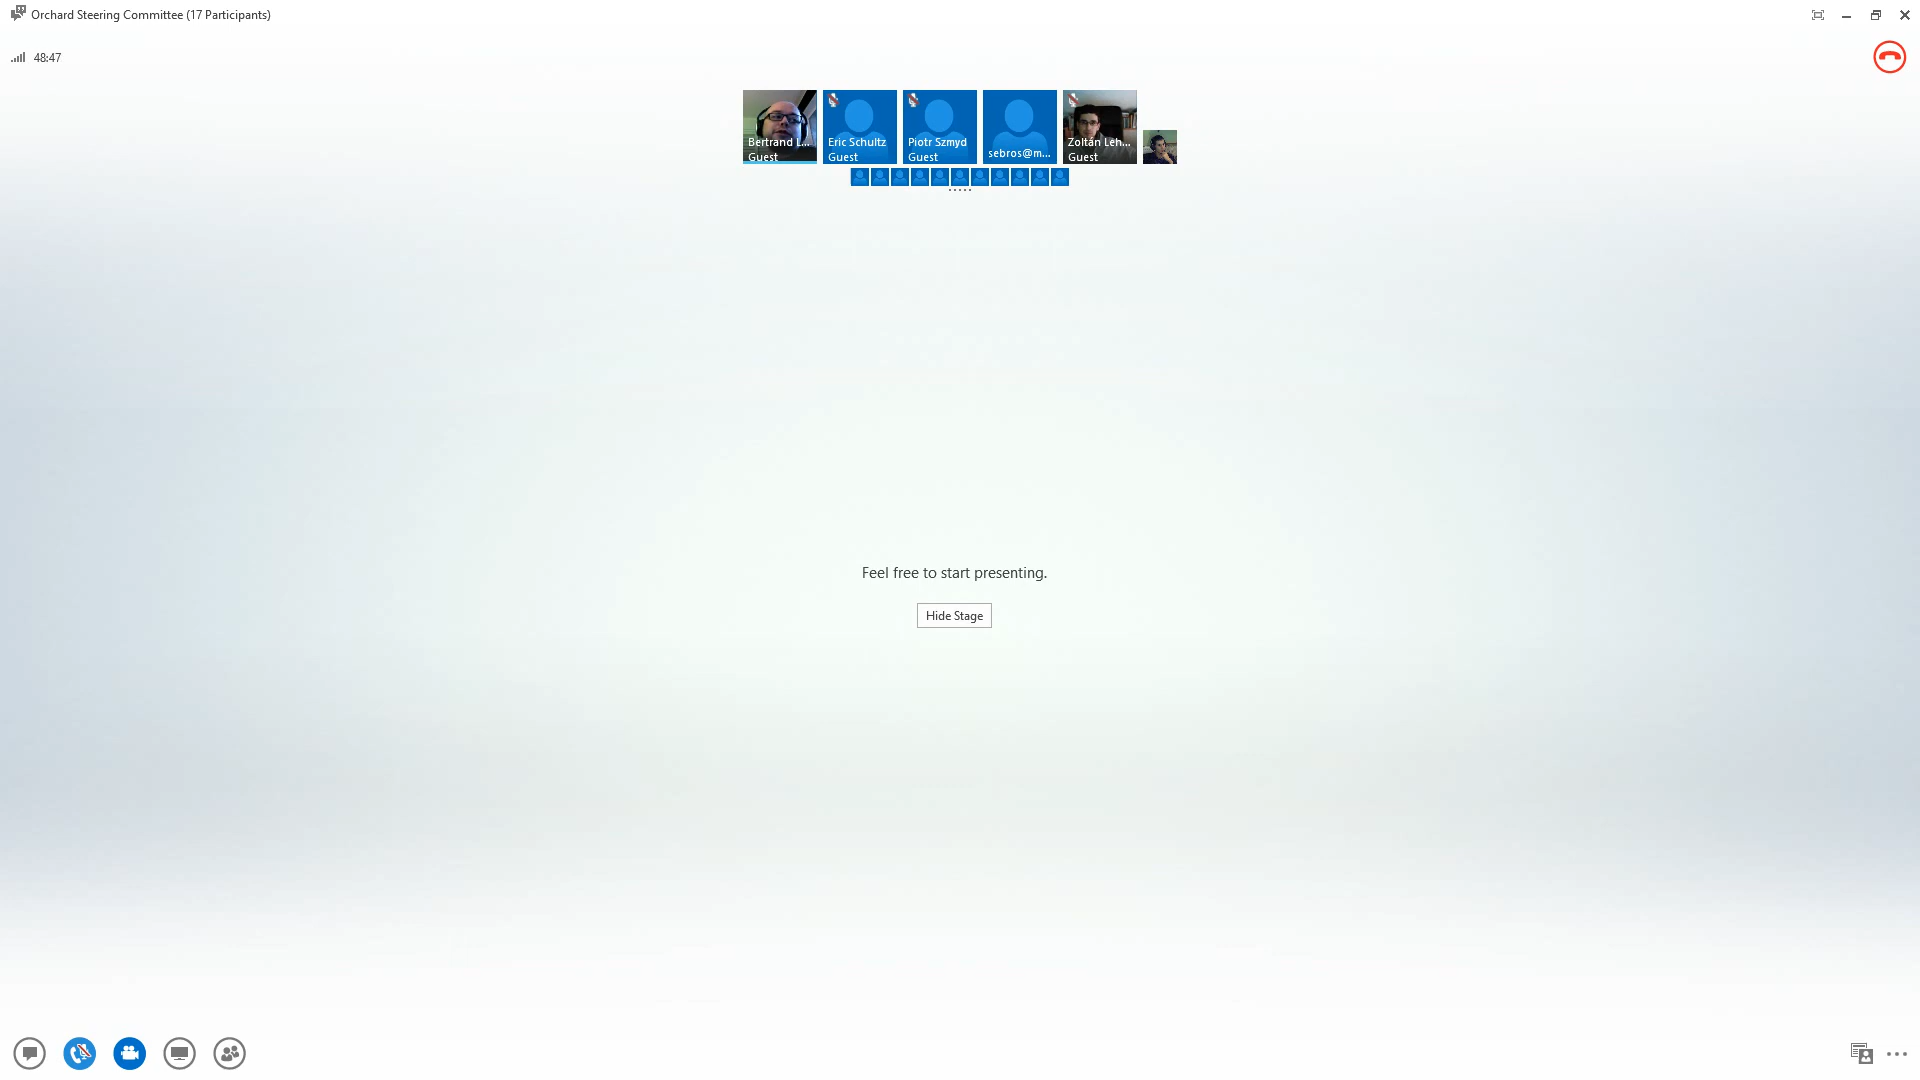 Orchard Steering Committee (17 Participants)
48:47
Bertrand L...
Guest
Eric Schultz
Guest
Piotr Szmyd
Guest
sebros@m...
Zoltán Leh...
Guest
Feel free to start presenting.
Hide Stage